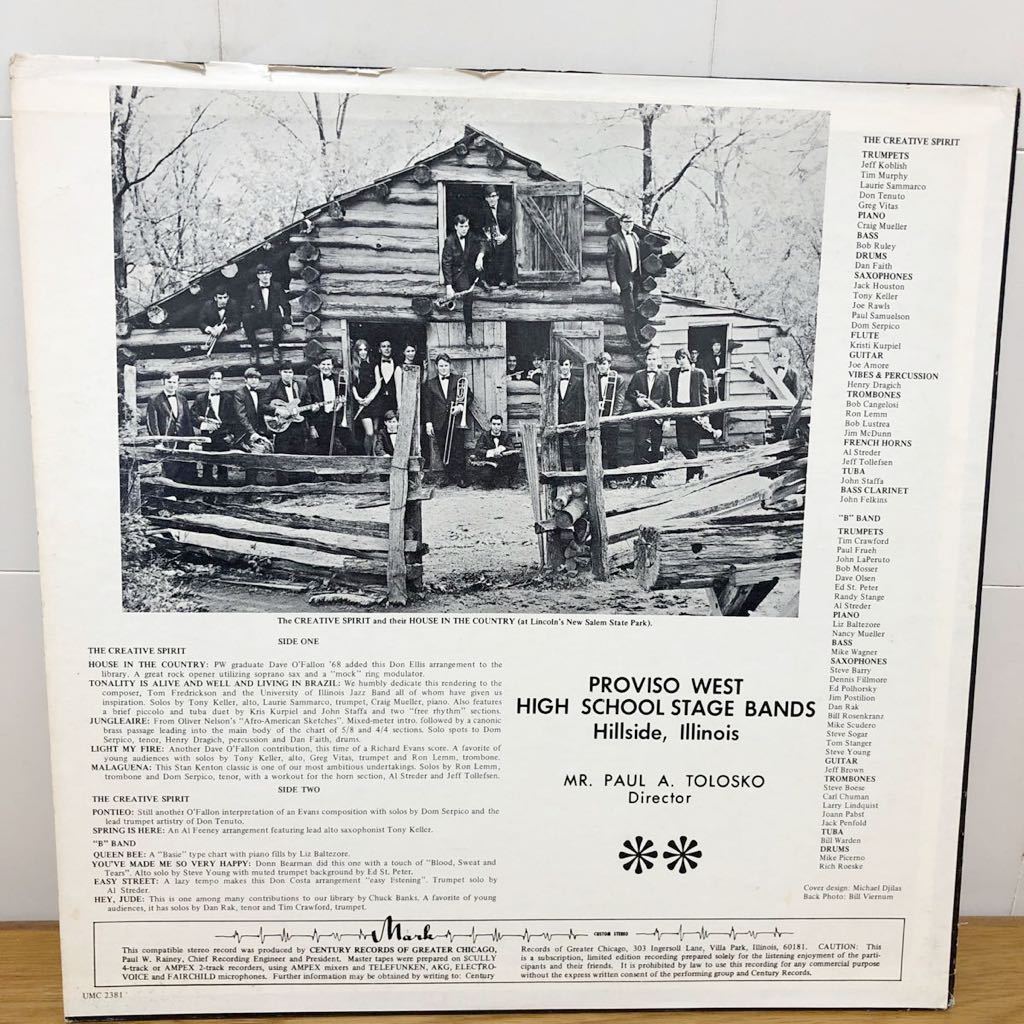 THE CREATIVE SPIRIT
TRUMPETS
Jeff Koblish
Tim Murphy
Laurie Sammarco
Don Tenuto
Greg Vitas
PIANO
Craig Mueller
BASS
Bob Ruley
DRUMS
Dan Faith
SAXOPHONES
Jack Houston
Tony Keller
Joe Rawls
Paul Samuelson
Dom Serpico
FLUTE
Kristi Kurpiel
GUITAR
Joe Amore
VIBES & PERCUSSION
Henry Dragich
TROMBONES
Bob Cangelosi
Ron Lemm
Bob Lustrea
Jim McDunn
FRENCH HORNS
Al Streder
Jeff Tollefsen
TUBA
John Staffa
BASS CLARINET
John Felkins
"B" BAND
TRUMPETS
Tim Crawford
Paul Frueh
John LaPeruto
Bob Mosser
Dave Olsen
Ed St. Peter
Randy Stange
Al Streder
PIANO
Liz Baltezore
Nancy Mueller
BASS
Mike Wagner
SAXOPHONES
Steve Barry
Dennis Fillmore
Ed Polhorsky
Jim Postilion
Dan Rak
Bill Rosenkranz
Mike Scudero
Steve Sogar
Tom Stanger
Steve Young
GUITAR
Jeff Brown
TROMBONES
Steve Boese
Carl Chuman
Larry Lindquist
Joann Pabst
Jack Penfold
TUBA
Bill Warden
DRUMS
Mike Picerno
Rich Roeske
Cover design: Michael Djilas
Back Photo: Bill Viernum
The CREATIVE SPIRIT and their HOUSE IN THE COUNTRY (at Lincoln's New Salem State Park).
SIDE ONE
THE CREATIVE SPIRIT
HOUSE IN THE COUNTRY: PW graduate Dave O'Fallon '68 added this Don Ellis arrangement to the
library. A great rock opener utilizing soprano sax and a "mock" ring modulator.
TONALITY IS ALIVE AND WELL AND LIVING IN BRAZIL: We humbly dedicate this rendering to the
composer, Tom Fredrickson and the University of Illinois Jazz Band all of whom have given us
inspiration. Solos by Tony Keller, alto, Laurie Sammarco, trumpet, Craig Mueller, piano. Also features
a brief piccolo and tuba duet by Kris Kurpiel and John Staffa and two "free rhythm" sections.
JUNGLEAIRE: From Oliver Nelson's "Afro-American Sketches". Mixed-meter intro. followed by a canonic
brass passage leading into the main body of the chart of 5/8 and 4/4 sections. Solo spots to Dom
Serpico, tenor, Henry Dragich, percussion and Dan Faith, drums.
LIGHT MY FIRE: Another Dave O'Fallon contribution, this time of a Richard Evans score. A favorite of
young audiences with solos by Tony Keller, alto, Greg Vitas, trumpet and Ron Lemm, trombone.
MALAGUENA: This Stan Kenton classic is one of our most ambitious undertakings. Solos by Ron Lemm,
trombone and Dom Serpico, tenor, with a workout for the horn section, Al Streder and Jeff Tollefsen.
SIDE TWO
THE CREATIVE SPIRIT
PONTIEO: Still another O'Fallon interpretation of an Evans composition with solos by Dom Serpico and the
lead trumpet artistry of Don Tenuto.
SPRING IS HERE: An Al Feeney arrangement featuring lead alto saxophonist Tony Keller.
"B" BAND
QUEEN BEE: A "Basie" type chart with piano fills by Liz Baltezore.
YOU'VE MADE ME SO VERY HAPPY: Donn Bearman did this one with a touch of "Blood, Sweat and
Tears". Alto solo by Steve Young with muted trumpet background by Ed St. Peter.
EASY STREET: A lazy tempo makes this Don Costa arrangement "easy listening". Trumpet solo by
Al Streder.
HEY, JUDE: This is one among many contributions to our library by Chuck Banks. A favorite of young
audiences, it has solos by Dan Rak, tenor and Tim Crawford, trumpet.
PROVISO WEST
HIGH SCHOOL STAGE BANDS
Hillside, Illinois
MR. PAUL A. TOLOSKO
Director
Mark
CUSTOM STEREO
This compatible stereo record was produced by CENTURY RECORDS OF GREATER CHICAGO,
Paul W. Rainey, Chief Recording Engineer and President. Master tapes were prepared on SCULLY
4-track or AMPEX 2-track recorders, using AMPEX mixers and TELEFUNKEN, AKG, ELECTRO-
VOICE and FAIRCHILD microphones. Further information may be obtained by writing to: Century
Records of Greater Chicago, 303 Ingersoll Lane, Villa Park, Illinois, 60181. CAUTION: This
is a subscription, limited edition recording prepared solely for the listening enjoyment of the parti-
cipants and their friends. It is prohibited by law to use this recording for any commercial purpose
without the express written consent of the performing group and Century Records.
UMC 2381